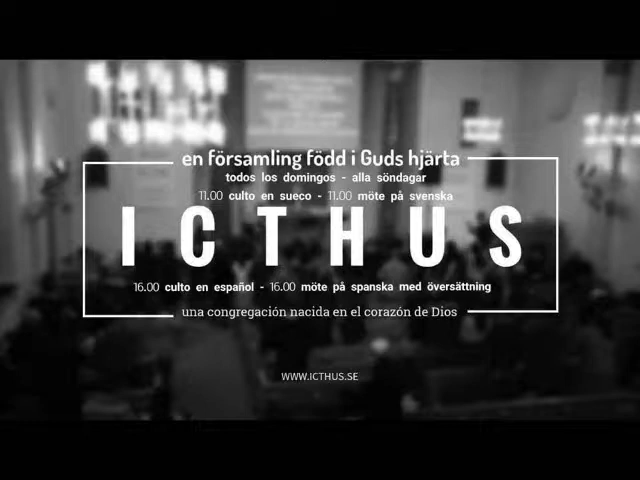 en församling född i Guds hjärta
todos los domingos - alla söndagar
11.00 culto en sueco - 11.00 möte på svenska
ICTHUS
16.00 culto en español - 16.00 möte på spanska med översättning
una congregación nacida en el corazón de Dios
WWW.ICTHUS.SE